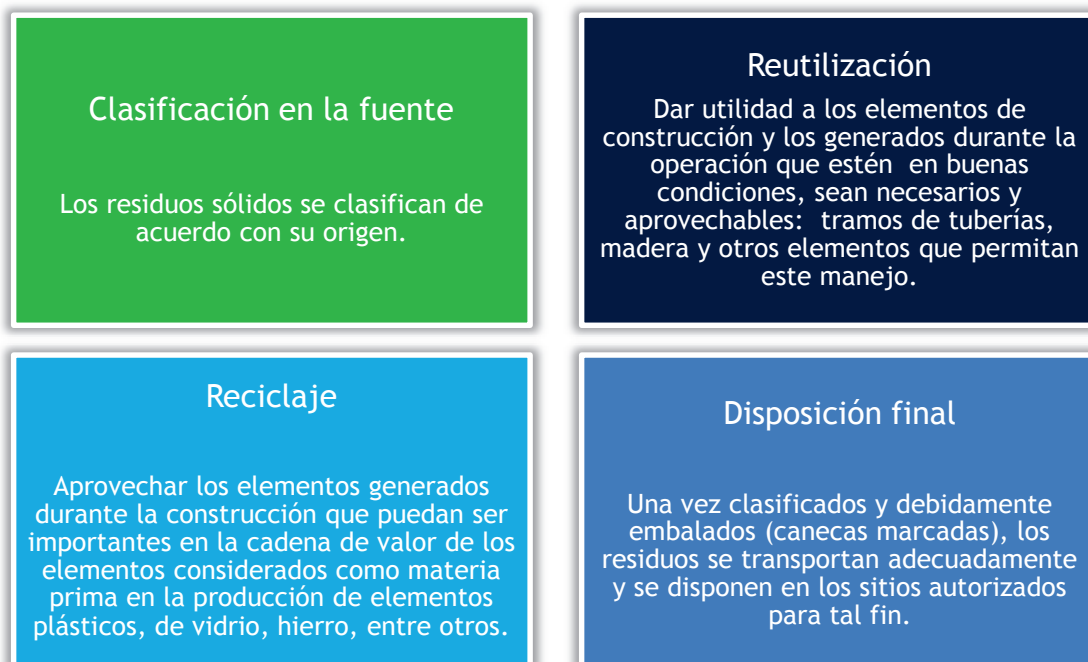 Clasificación en la fuente
Los residuos sólidos se clasifican de
acuerdo con su origen.
Reutilización
Dar utilidad a los elementos de
construcción y los generados durante la
operación que estén  en buenas
condiciones, sean necesarios y
aprovechables:  tramos de tuberías,
madera y otros elementos que permitan
este manejo.
Reciclaje
Aprovechar los elementos generados
durante la construcción que puedan ser
importantes en la cadena de valor de los
elementos considerados como materia
prima en la producción de elementos
plásticos, de vidrio, hierro, entre otros.
Disposición final
Una vez clasificados y debidamente
embalados (canecas marcadas), los
residuos se transportan adecuadamente
y se disponen en los sitios autorizados
para tal fin.